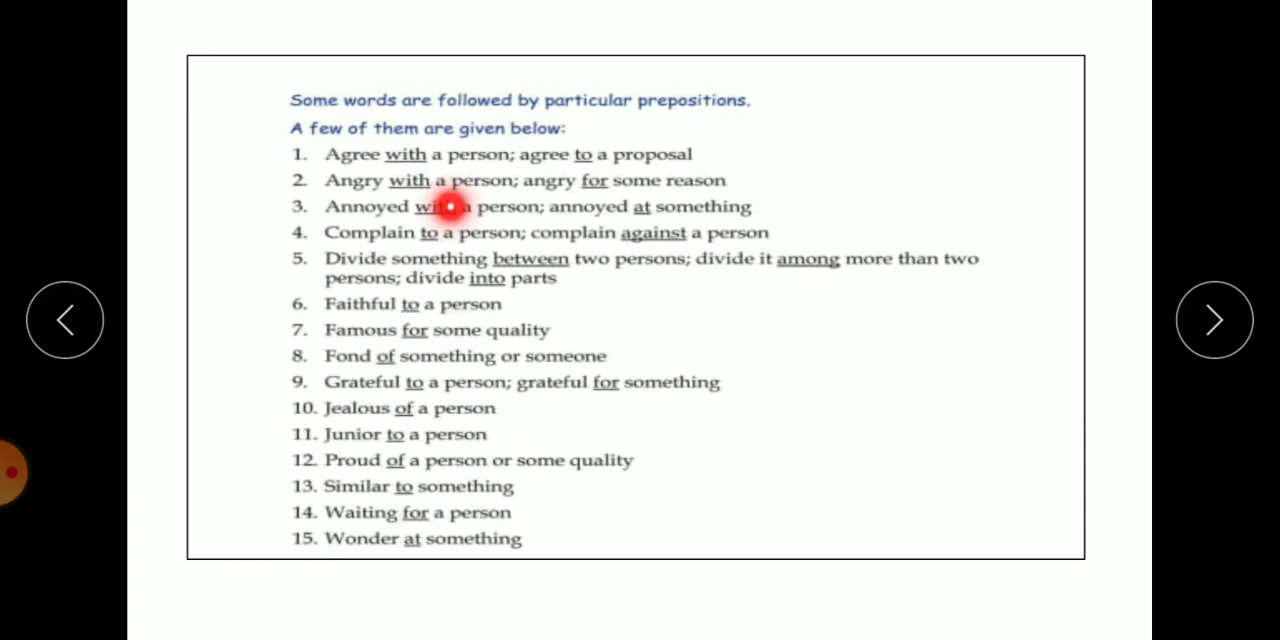 Some words are followed by particular prepositions.
A few of them are given below:
1. Agree with a person; agree to a proposal
2. Angry with a person; angry for some reason
3. Annoyed with a person; annoyed at something
4. Complain to a person; complain against a person
5. Divide something between two persons; divide it among more than two
persons; divide into parts
6. Faithful to a person
7. Famous for some quality
8. Fond of something or someone
9. Grateful to a person; grateful for something
10. Jealous of a person
11. Junior to a person
12. Proud of a person or some quality
13. Similar to something
14. Waiting for a person
15. Wonder at something